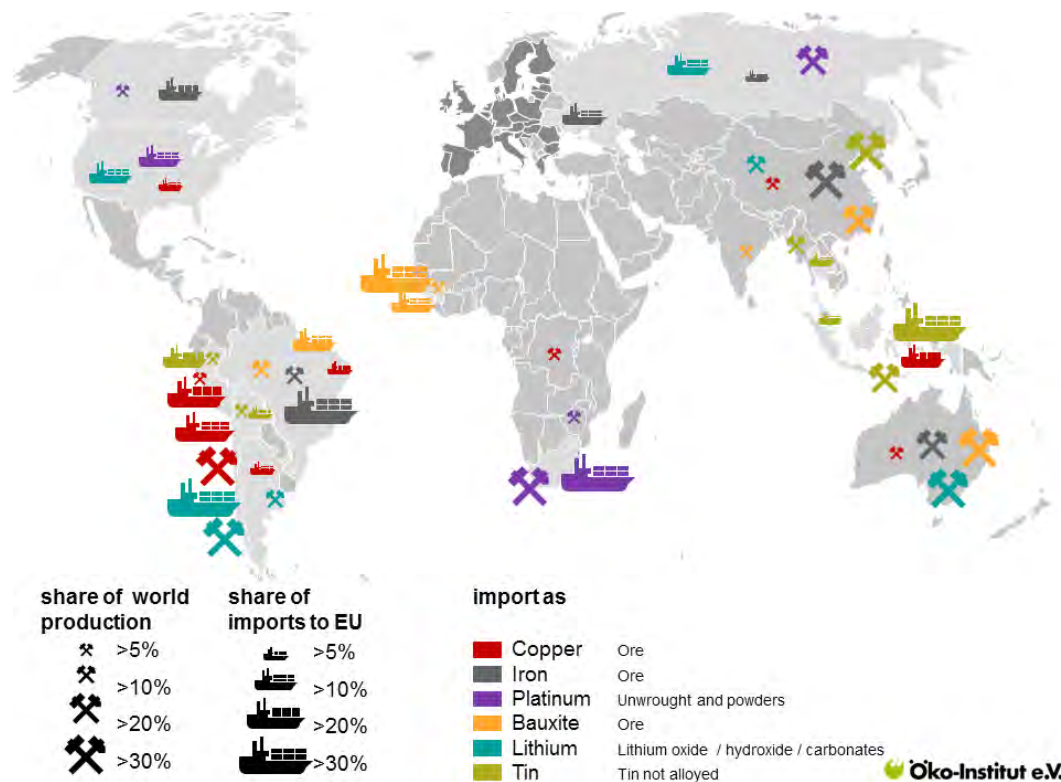 share of world
production
>5%
>10%
>20%
>30%
share of
imports to EU
>5%
>10%
>20%
>30%
import as
Copper Ore
Iron Ore
Platinum Unwrought and powders
Bauxite Ore
Lithium Lithium oxide / hydroxide / carbonates
Tin Tin not alloyed
Öko-Institut e.V.